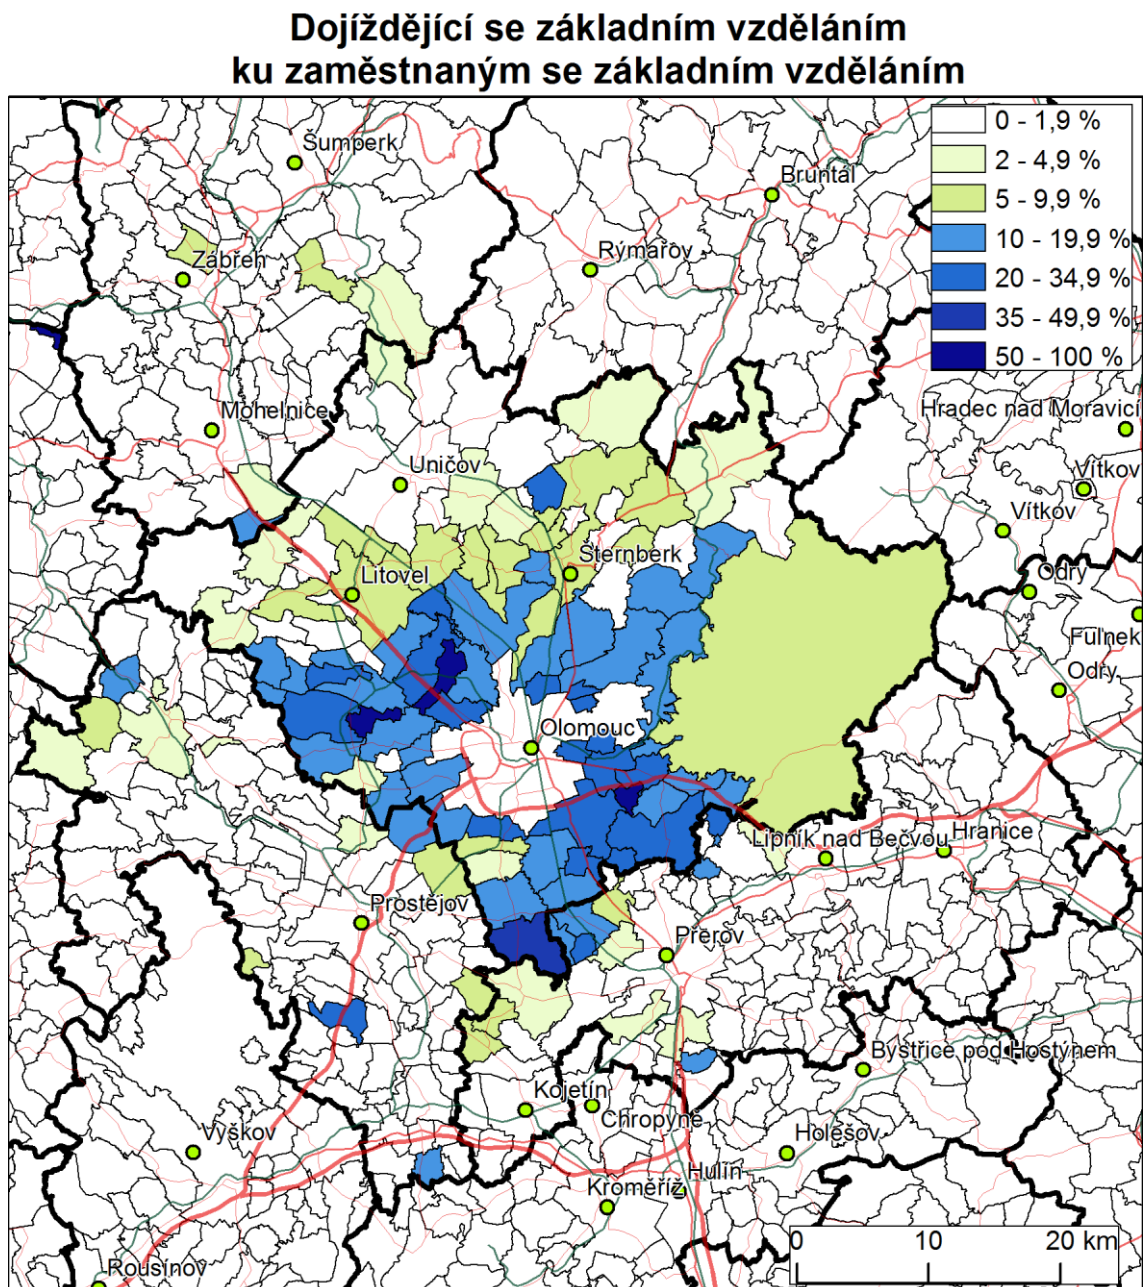 Dojíždějící se základním vzděláním
ku zaměstnaným se základním vzděláním
0 - 1,9 %
2 - 4,9 %
5 - 9,9 %
10 - 19,9 %
20 - 34,9 %
35 - 49,9 %
50 - 100 %
Šumperk
Bruntál
Zábřeh
Rýmařov
Mohelnice
Hradec nad Moravicí
Uničov
Vítkov
Vítkov
Šternberk
Litovel
Odry
Fulnek
Odry
Olomouc
Lipník nad Bečvou
Hranice
Prostějov
Přerov
Bystřice pod Hostýnem
Kojetín
Chropyně
Vyškov
Holešov
Hulín
Kroměříž
Rousínov
0 10 20 km